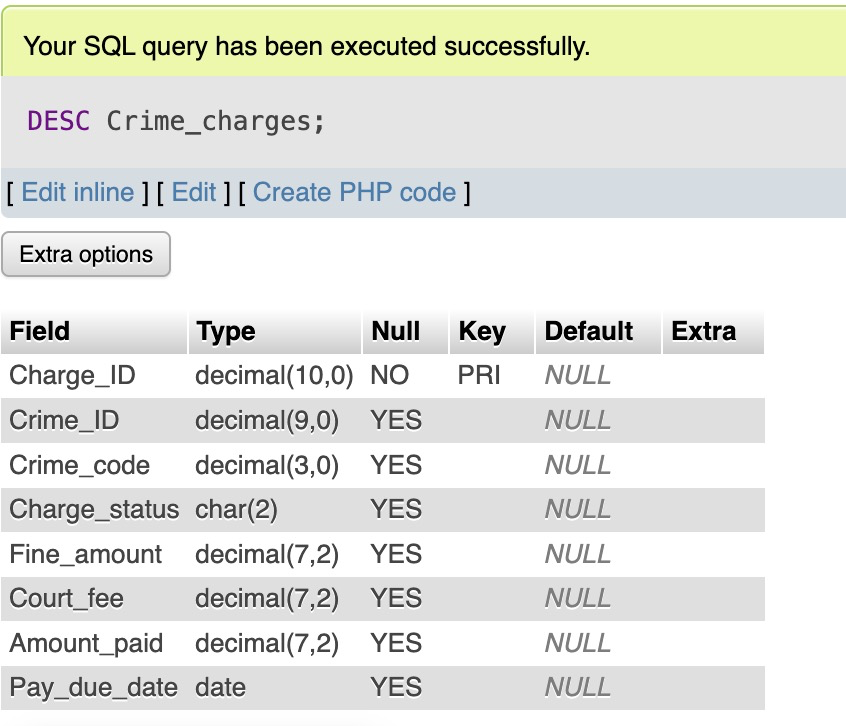 Your SQL query has been executed successfully.
DESC Crime_charges;
[ Edit inline ] [ Edit ] [ Create PHP code ]
Extra options
Field Type Null Key Default Extra
Charge_ID decimal(10,0) NO PRI NULL
Crime_ID decimal(9,0) YES NULL
Crime_code decimal(3,0) YES NULL
Charge_status char(2) YES NULL
Fine_amount decimal(7,2) YES NULL
Court_fee decimal(7,2) YES NULL
Amount_paid decimal(7,2) YES NULL
Pay_due_date date YES NULL